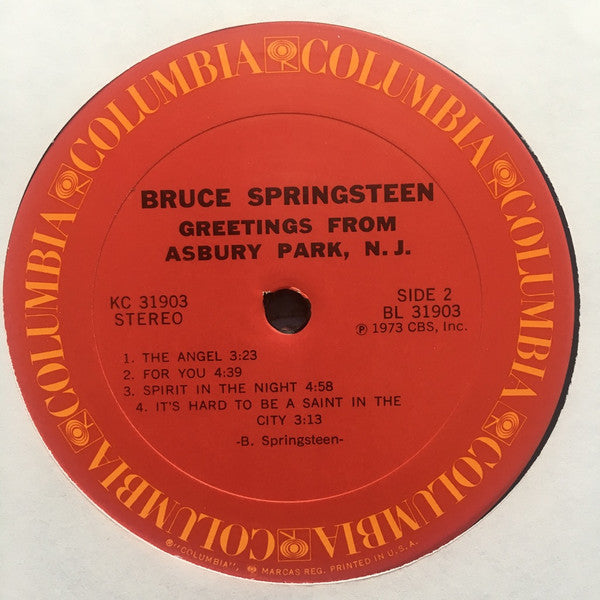 COLUMBIA COLUMBIA COLUMBIA COLUMBIA COLUMBIA COLUMBIA
BRUCE SPRINGSTEEN
GREETINGS FROM
ASBURY PARK, N.J.
KC 31903
STEREO
SIDE 2
BL 31903
℗ 1973 CBS, Inc.
1. THE ANGEL 3:23
2. FOR YOU 4:39
3. SPIRIT IN THE NIGHT 4:58
4. IT'S HARD TO BE A SAINT IN THE
CITY 3:13
-B. Springsteen-
®"COLUMBIA", MARCAS REG. PRINTED IN U.S.A.